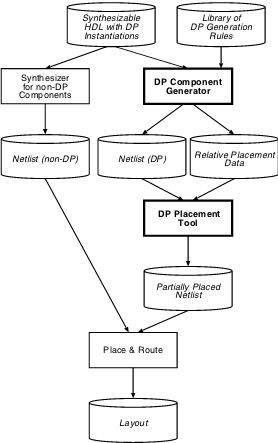 Synthesizable
HDL with DP
Instantiations
Library of
DP Generation
Rules
Synthesizer
for non-DP
Components
DP Component
Generator
Netlist (non-DP)
Netlist (DP)
Relative Placement
Data
DP Placement
Tool
Partially Placed
Netlist
Place & Route
Layout